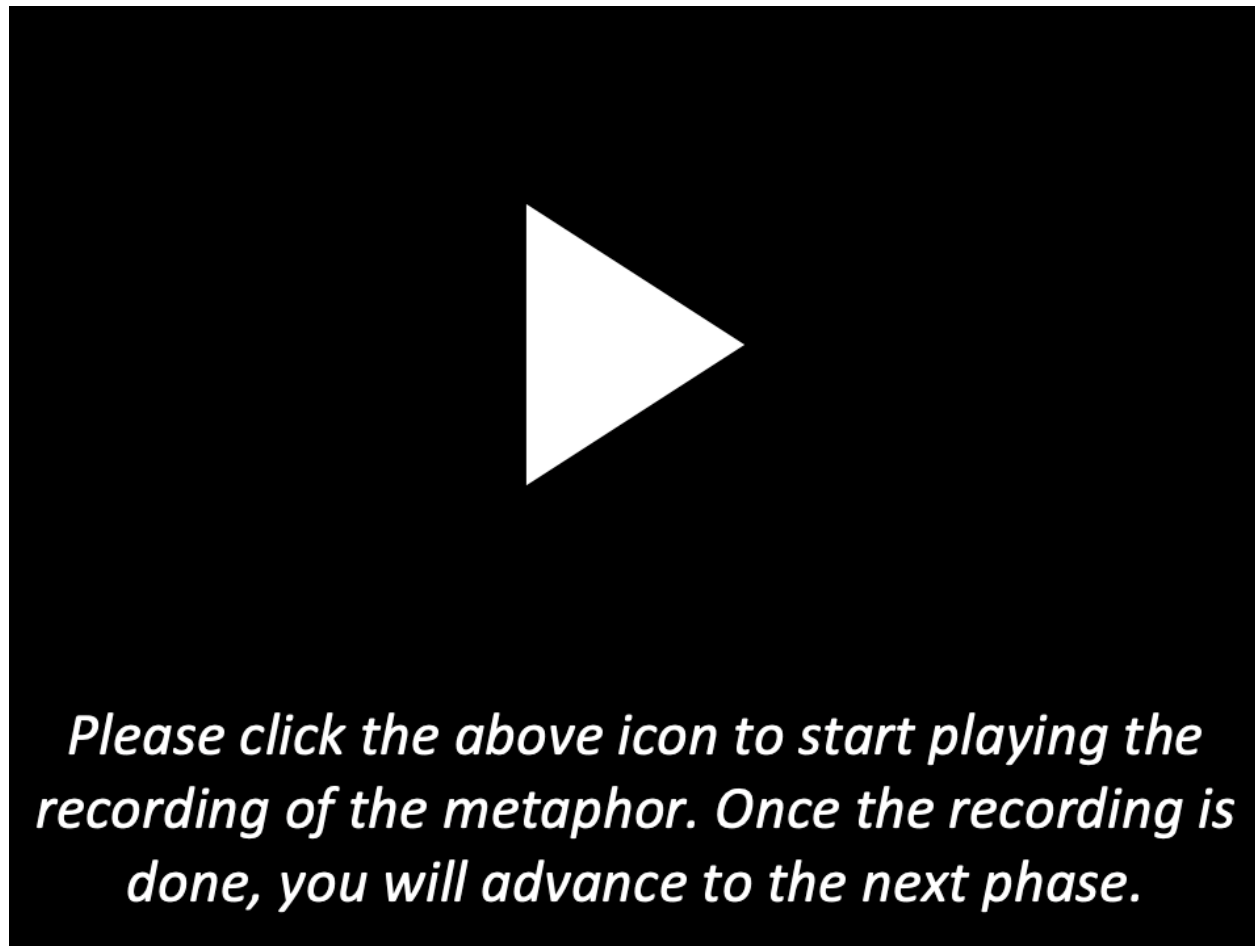 Please click the above icon to start playing the
recording of the metaphor. Once the recording is
done, you will advance to the next phase.